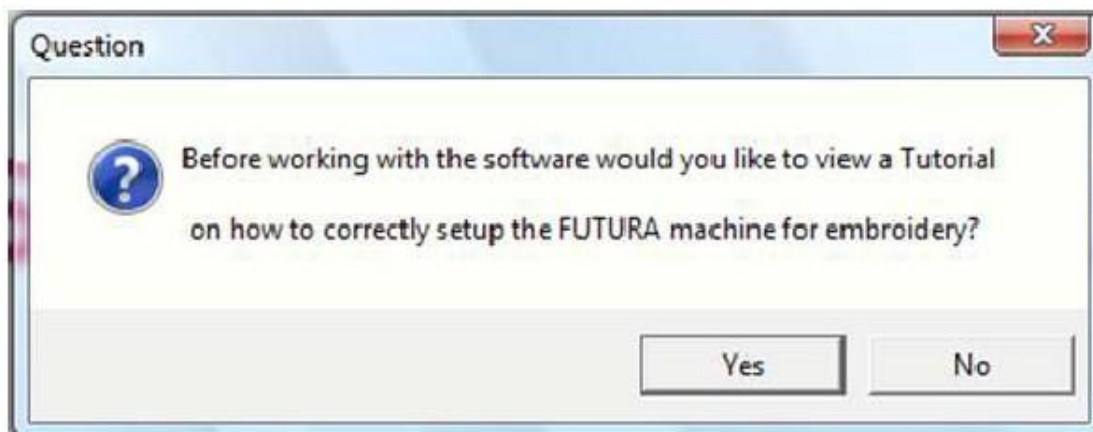 Question
Before working with the software would you like to view a Tutorial
on how to correctly setup the FUTURA machine for embroidery?
Yes
No